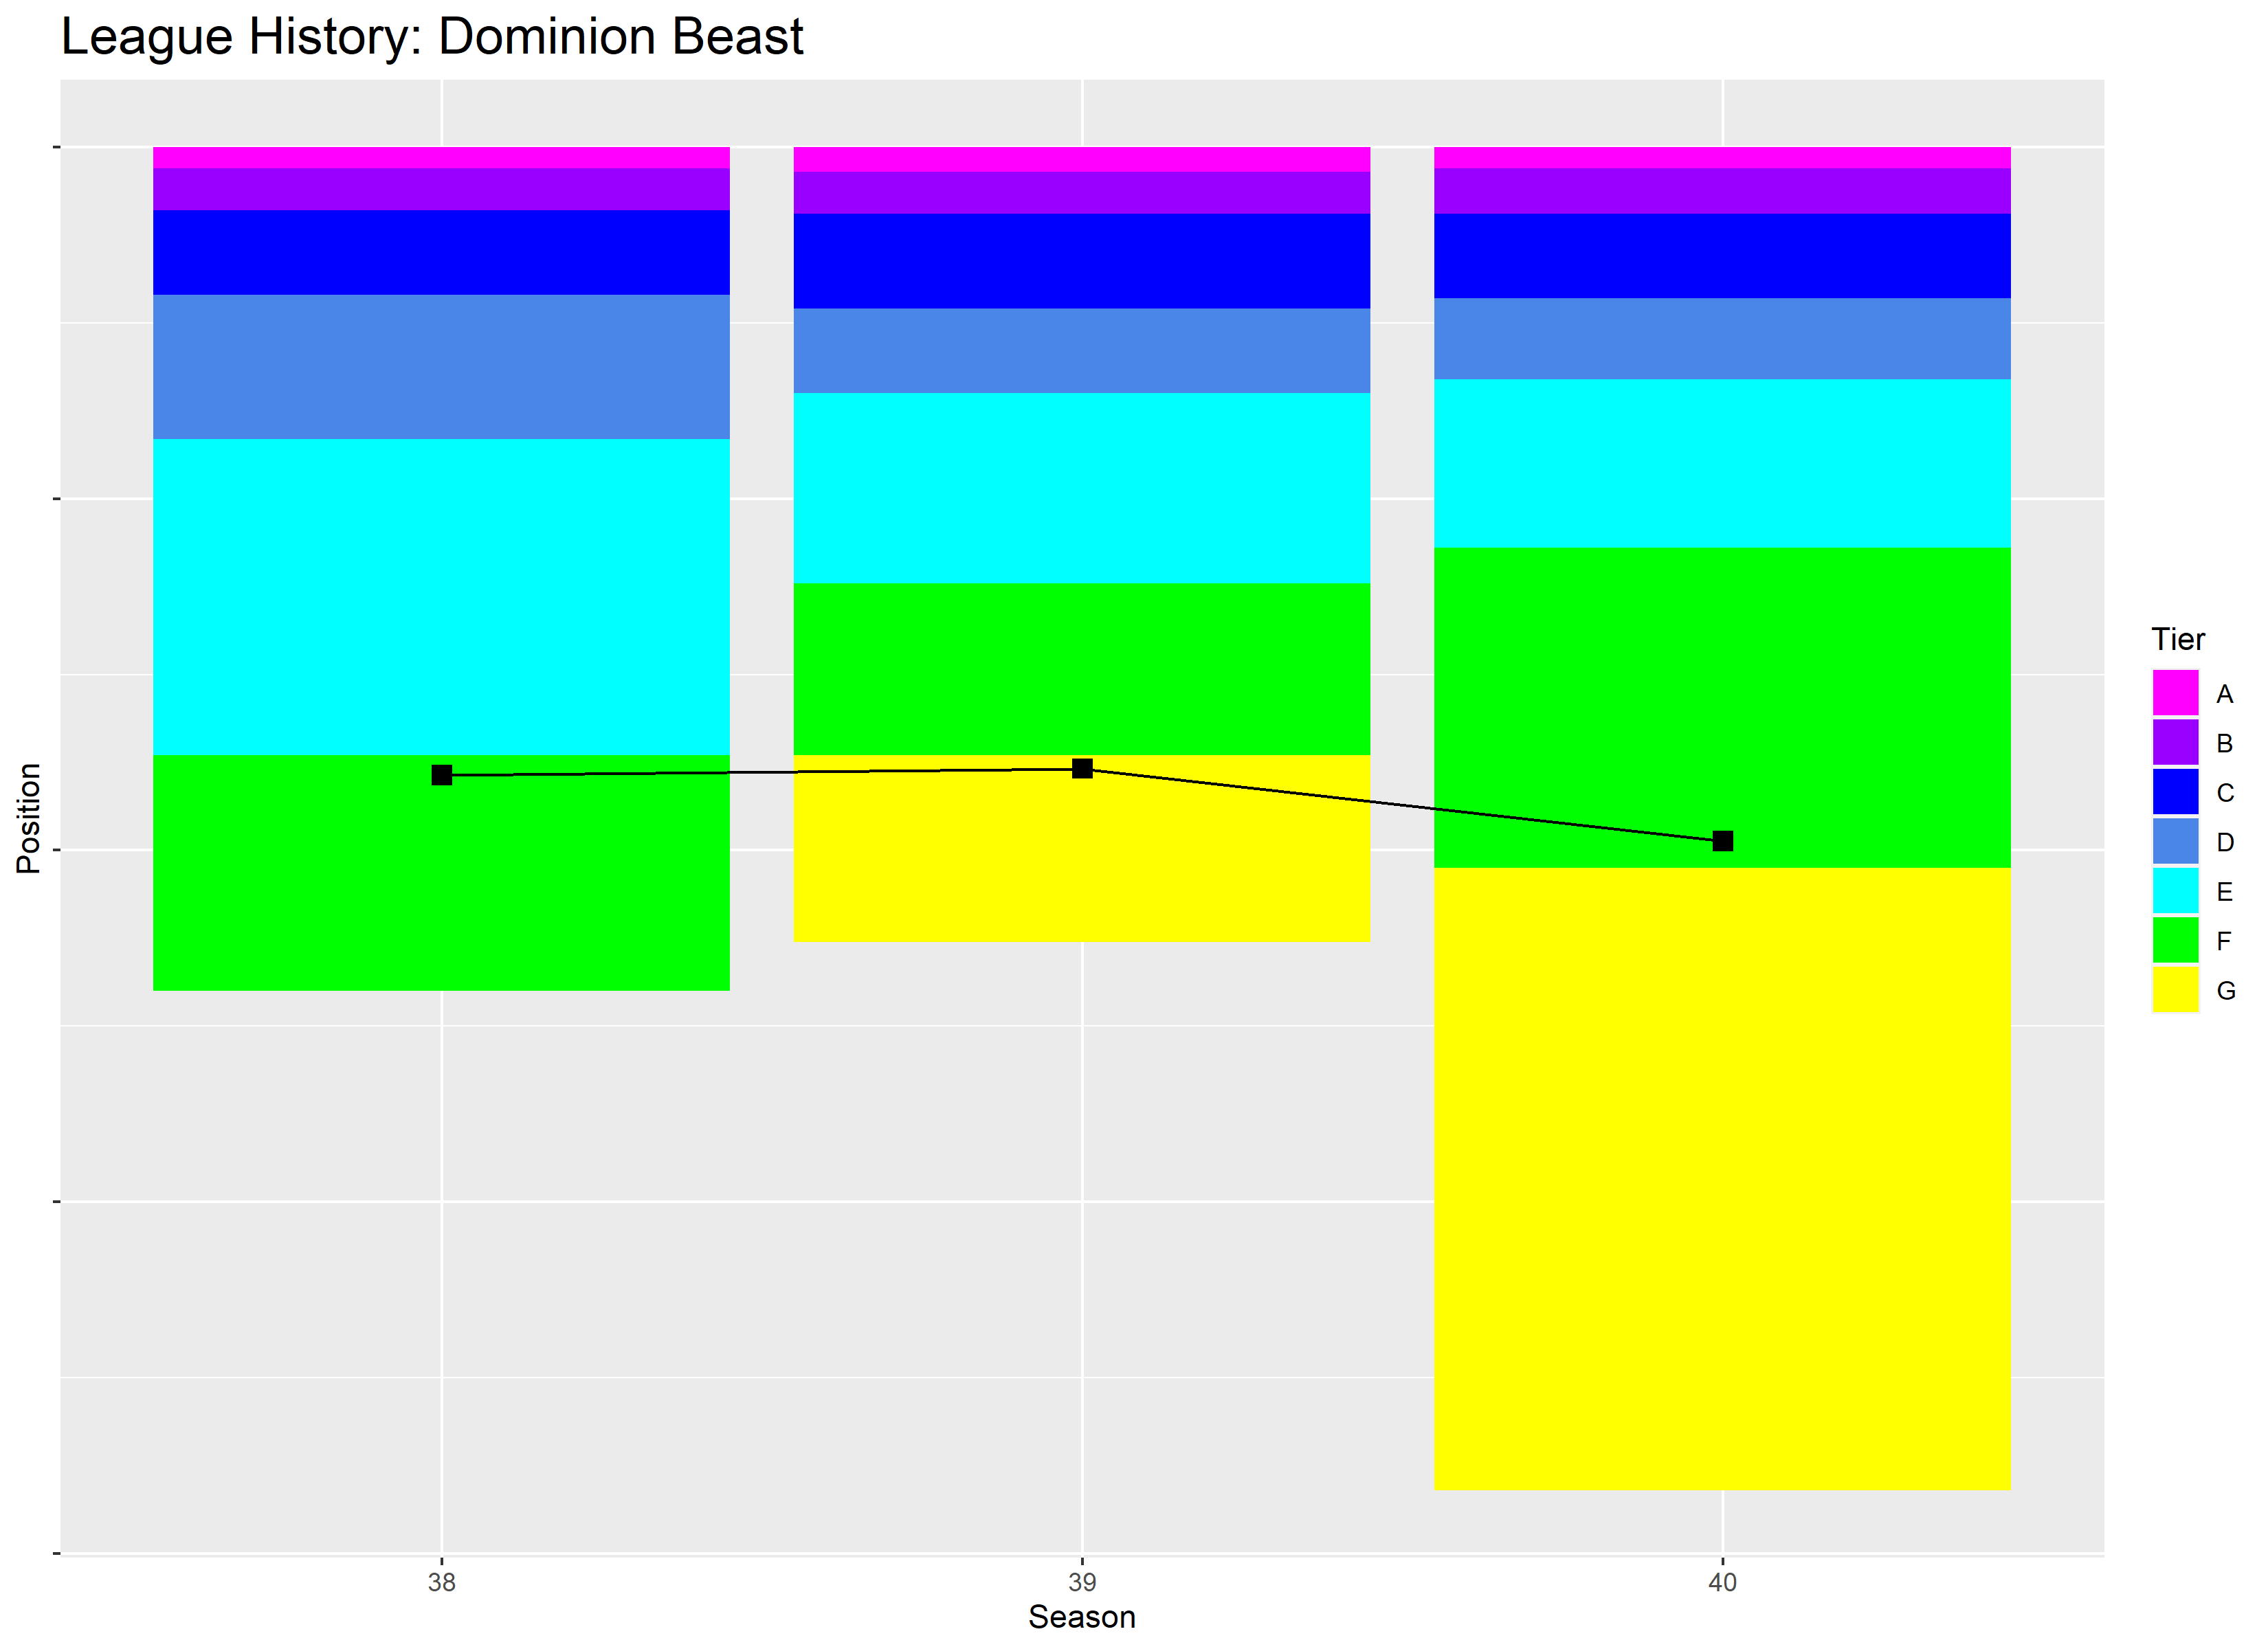 League History: Dominion Beast
Position
Tier
A
B
C
D
E
F
G
38
39
40
Season